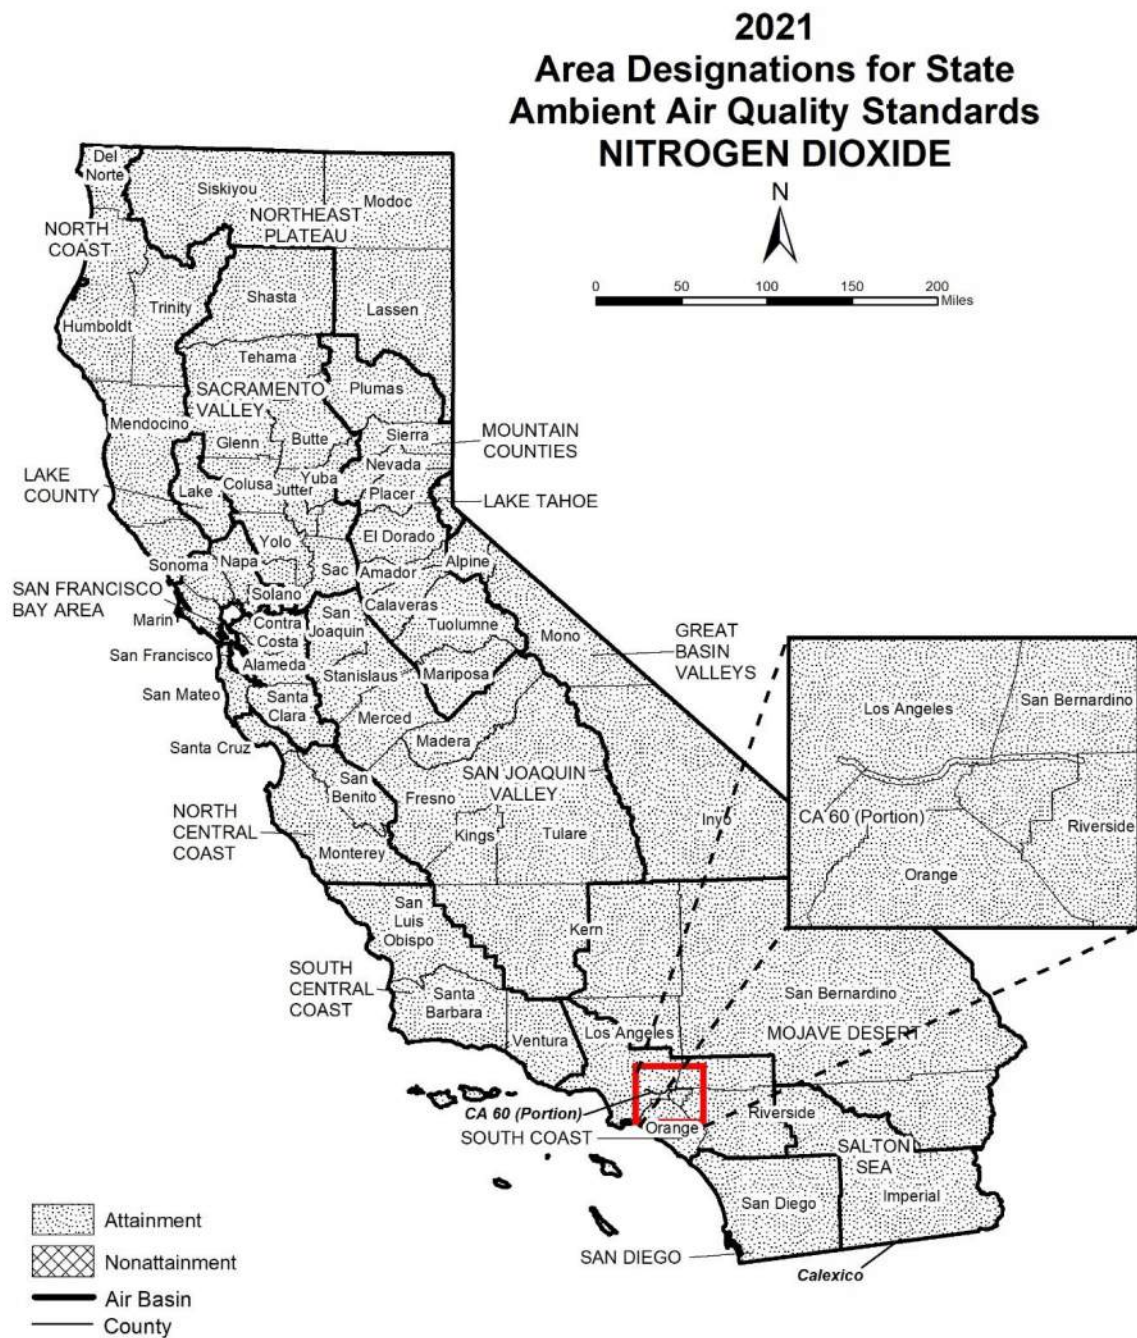 2021
Area Designations for State
Ambient Air Quality Standards
NITROGEN DIOXIDE
N
0 50 100 150 200
Miles
Del
Norte
Siskiyou
Modoc
NORTHEAST
PLATEAU
NORTH
COAST
Trinity
Shasta
Lassen
Humboldt
Tehama
SACRAMENTO
VALLEY
Plumas
Mendocino
Glenn
Butte
Sierra
MOUNTAIN
COUNTIES
Nevada
LAKE
COUNTY
Lake
Colusa
Yuba
Sutter
Placer
LAKE TAHOE
Yolo
El Dorado
Sonoma
Napa
Sac
Amador
Alpine
SAN FRANCISCO
BAY AREA
Solano
Calaveras
Marin
Contra
Costa
San
Joaquin
Tuolumne
Mono
GREAT
BASIN
VALLEYS
San Francisco
Alameda
Stanislaus
Mariposa
San Mateo
Santa
Clara
Merced
Santa Cruz
Madera
SAN JOAQUIN
VALLEY
San
Benito
Fresno
NORTH
CENTRAL
COAST
Kings
Tulare
Inyo
Monterey
Los Angeles
San Bernardino
CA 60 (Portion)
Riverside
Orange
San
Luis
Obispo
Kern
SOUTH
CENTRAL
COAST
Santa
Barbara
San Bernardino
Ventura
Los Angeles
MOJAVE DESERT
CA 60 (Portion)
Riverside
Orange
SOUTH COAST
SALTON
SEA
San Diego
Imperial
SAN DIEGO
Calexico
Attainment
Nonattainment
Air Basin
County